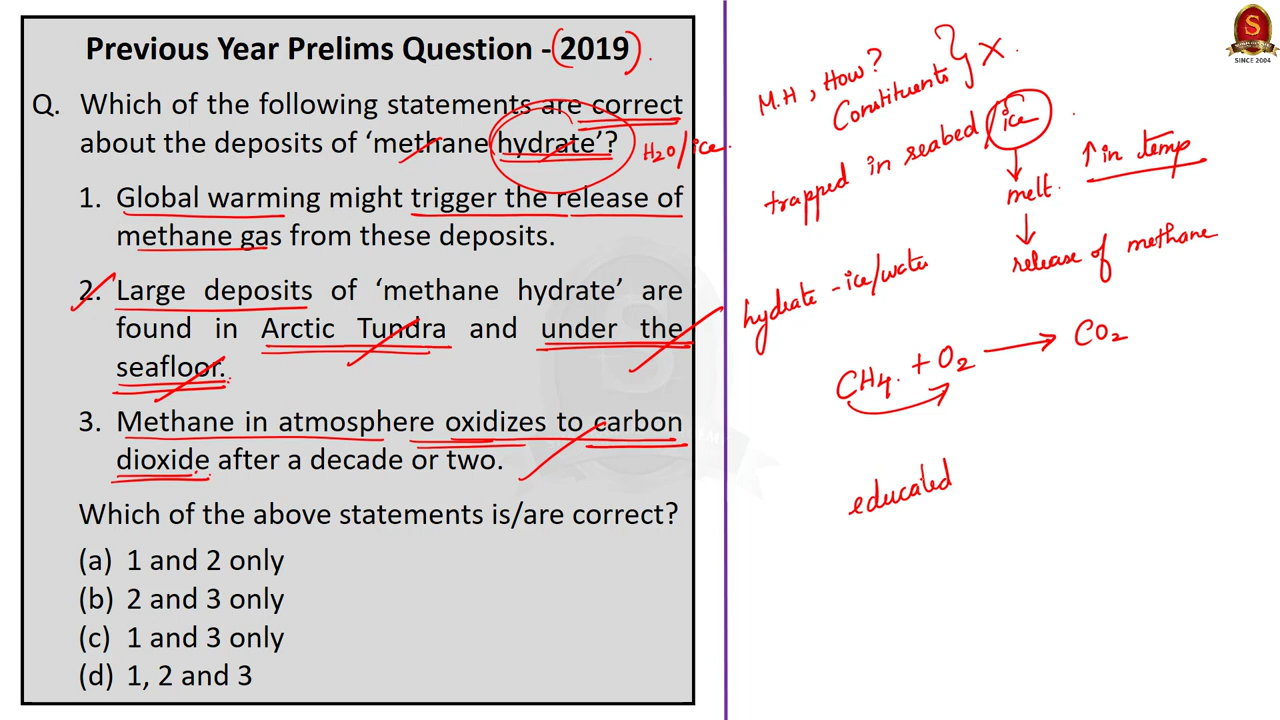 Previous Year Prelims Question - 2019
Q. Which of the following statements are correct
about the deposits of ‘methane hydrate’?
1. Global warming might trigger the release of
methane gas from these deposits.
2. Large deposits of ‘methane hydrate’ are
found in Arctic Tundra and under the
seafloor.
3. Methane in atmosphere oxidizes to carbon
dioxide after a decade or two.
Which of the above statements is/are correct?
(a) 1 and 2 only
(b) 2 and 3 only
(c) 1 and 3 only
(d) 1, 2 and 3
H2O/ice
M.H, How?
Constituents } X
trapped in seabed ice
↑ in temp
melt
release of methane
hydrate - ice/water
CH4 + O2 → CO2
educated
S
SINCE 2004